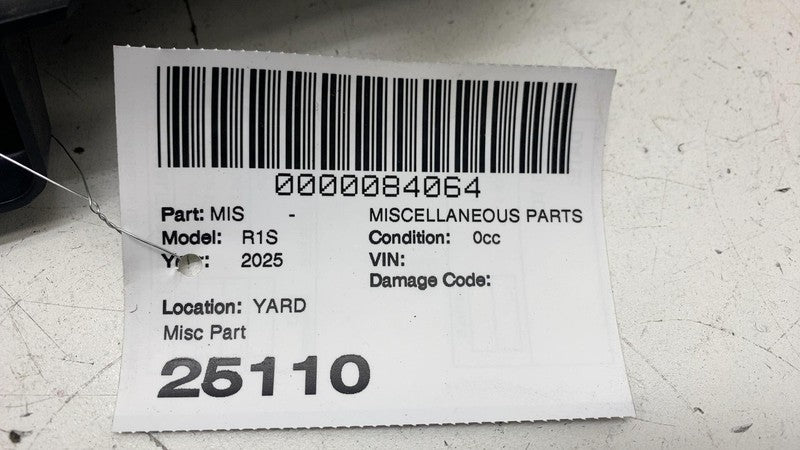 0000084064
Part: MIS - MISCELLANEOUS PARTS
Model: R1S Condition: 0cc
2025 VIN:
Damage Code:
Location: YARD
Misc Part
25110